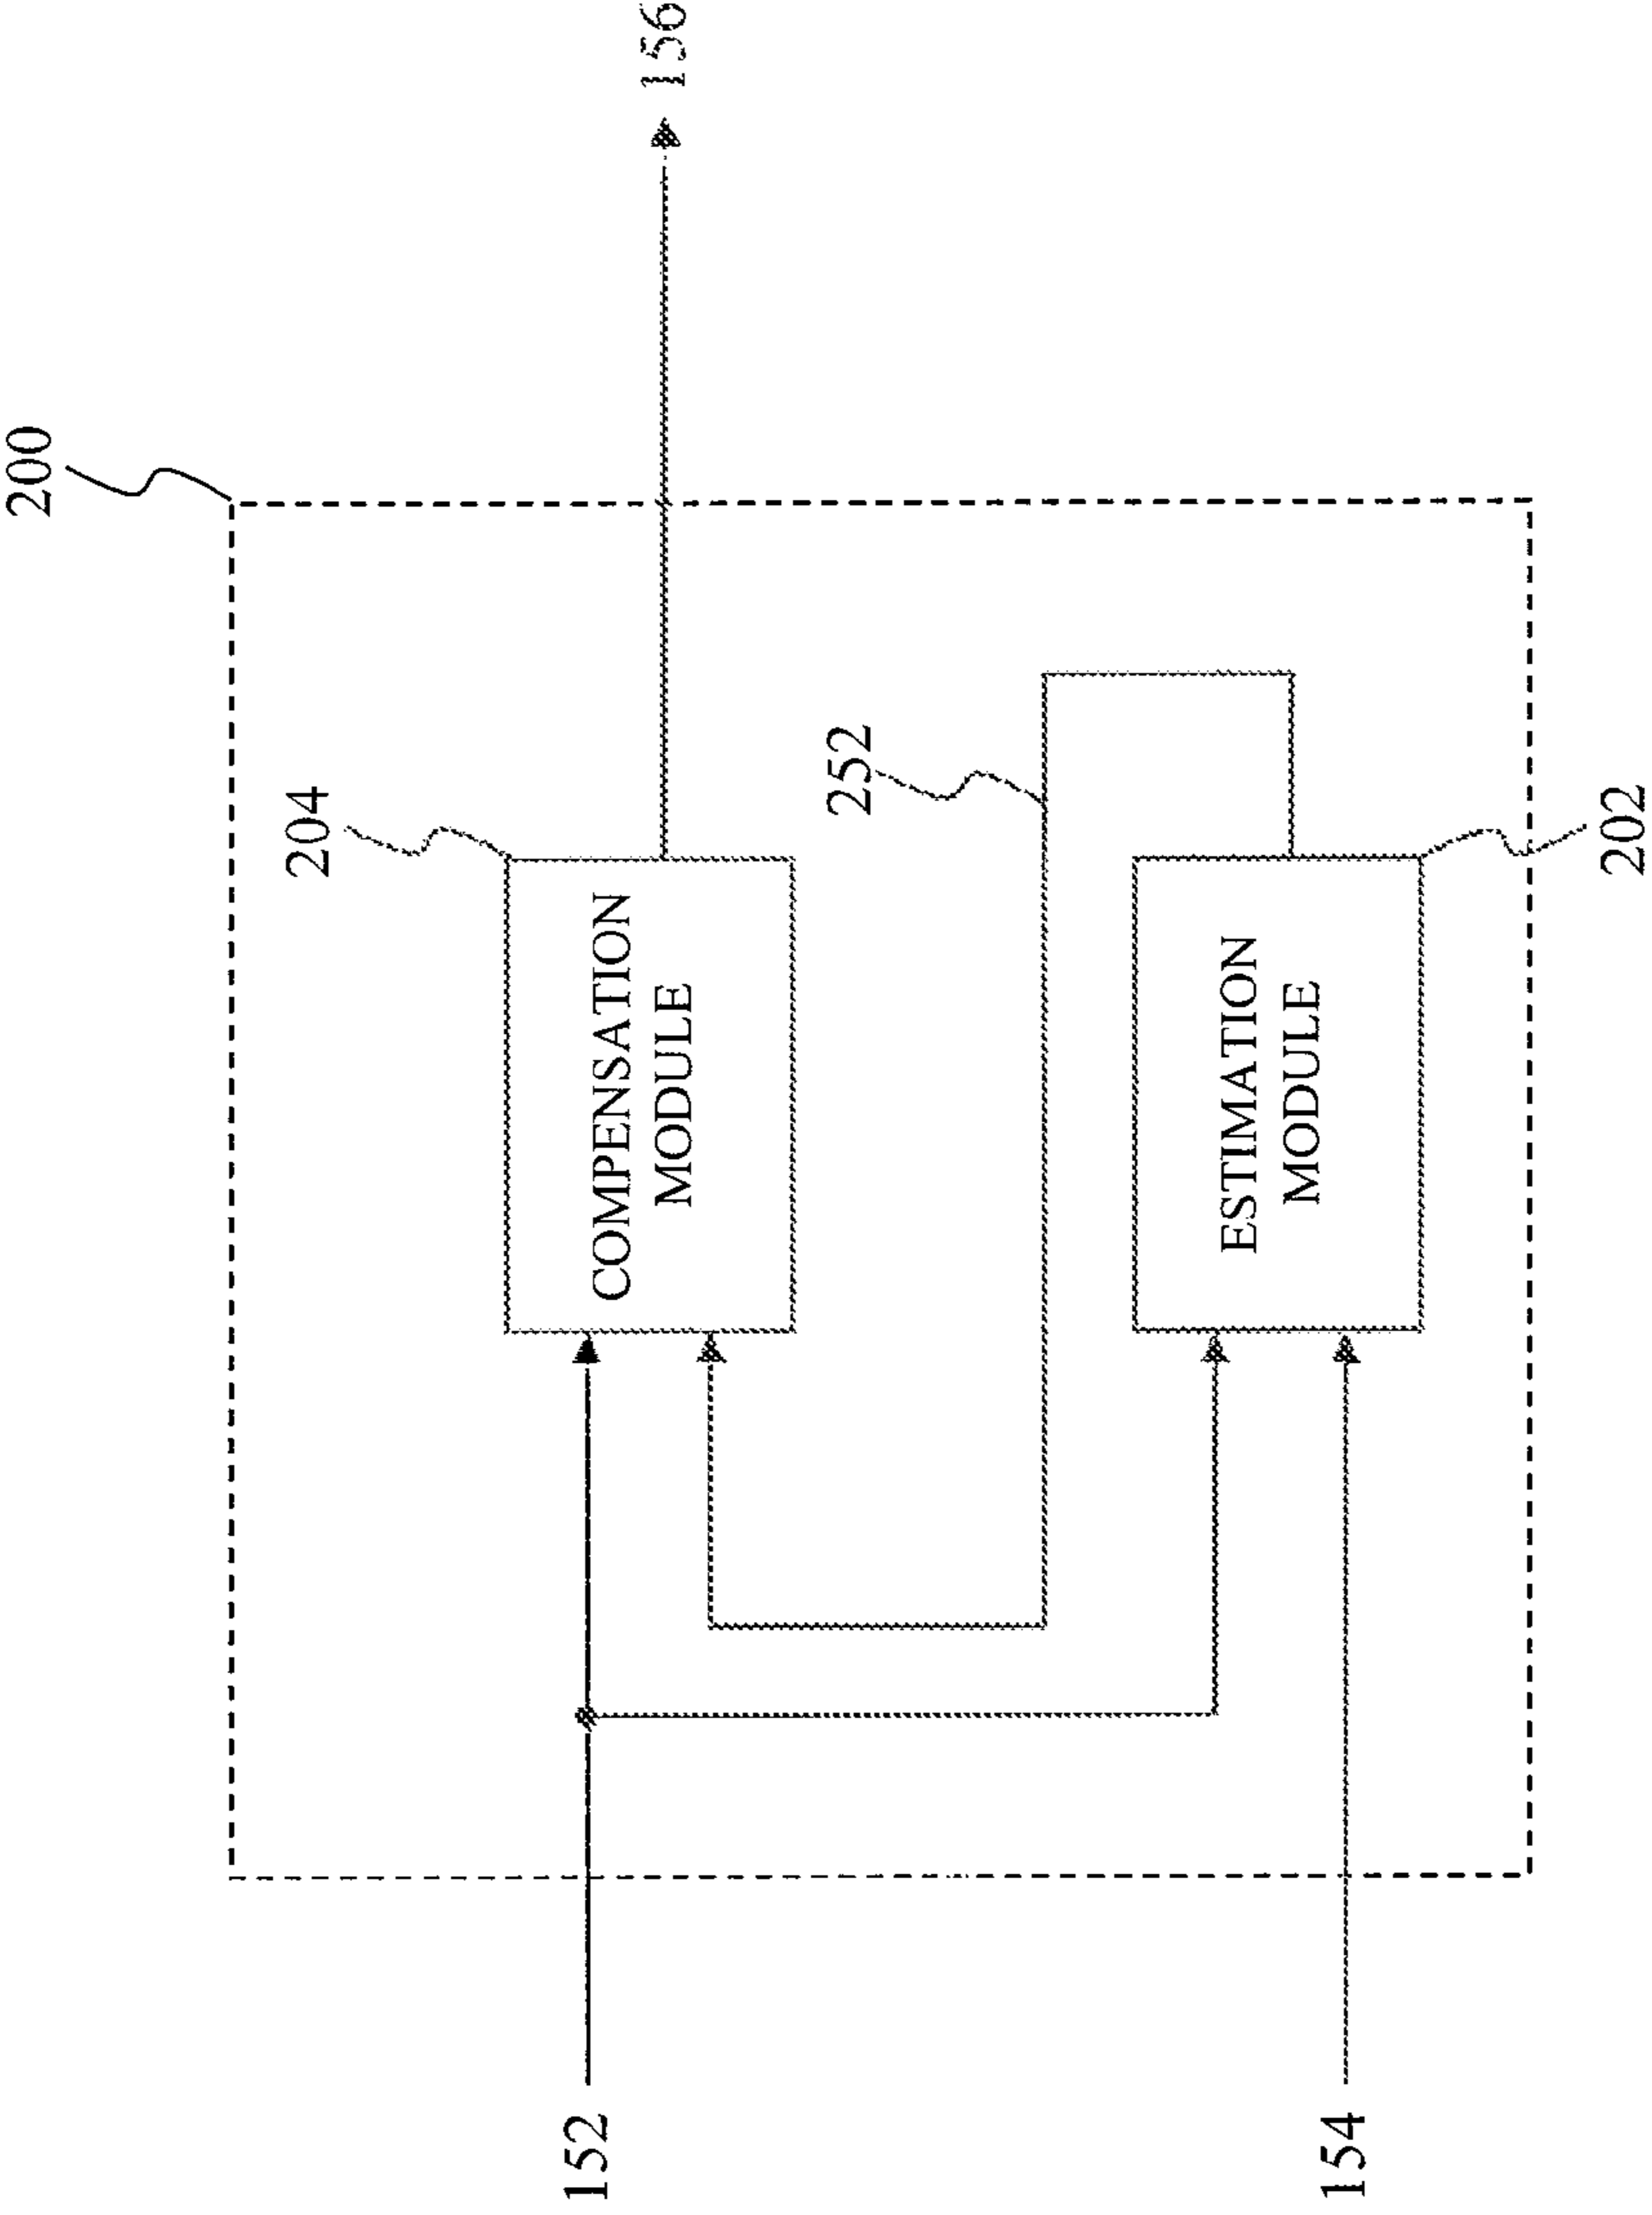 200
204
COMPENSATION
MODULE
156
152
252
ESTIMATION
MODULE
154
202